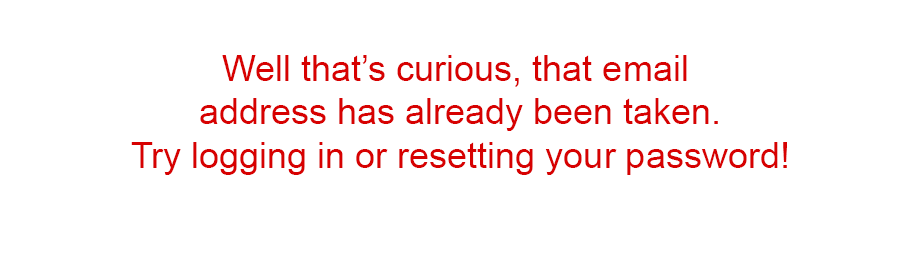 Well that’s curious, that email
address has already been taken.
Try logging in or resetting your password!